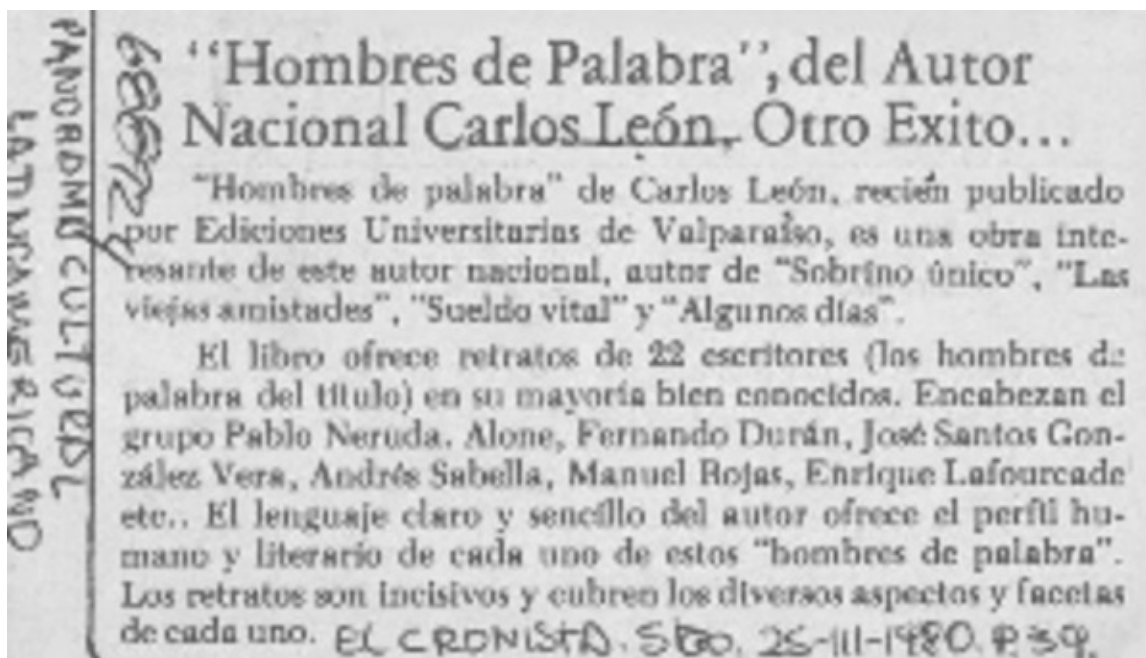 "Hombres de Palabra", del Autor
Nacional Carlos León, Otro Exito...
"Hombres de palabra" de Carlos León, recién publicado
por Ediciones Universitarias de Valparaíso, es una obra inte-
resante de este autor nacional, autor de "Sobrino único", "Las
viejas amistades", "Sueldo vital" y "Algunos días".
El libro ofrece retratos de 22 escritores (los hombres de
palabra del titulo) en su mayoría bien conocidos. Encabezan el
grupo Pablo Neruda. Alone, Fernando Durán, José Santos Gon-
zález Vera, Andrés Sabella, Manuel Rojas, Enrique Lafourcade
etc.. El lenguaje claro y sencillo del autor ofrece el perfil hu-
mano y literario de cada uno de estos "hombres de palabra".
Los retratos son incisivos y cubren los diversos aspectos y facetas
de cada uno. EL CRONISTA. STGO. 25-III-1980. P. 39.
PANORAMA CULTURAL
LATINOAMERICANO